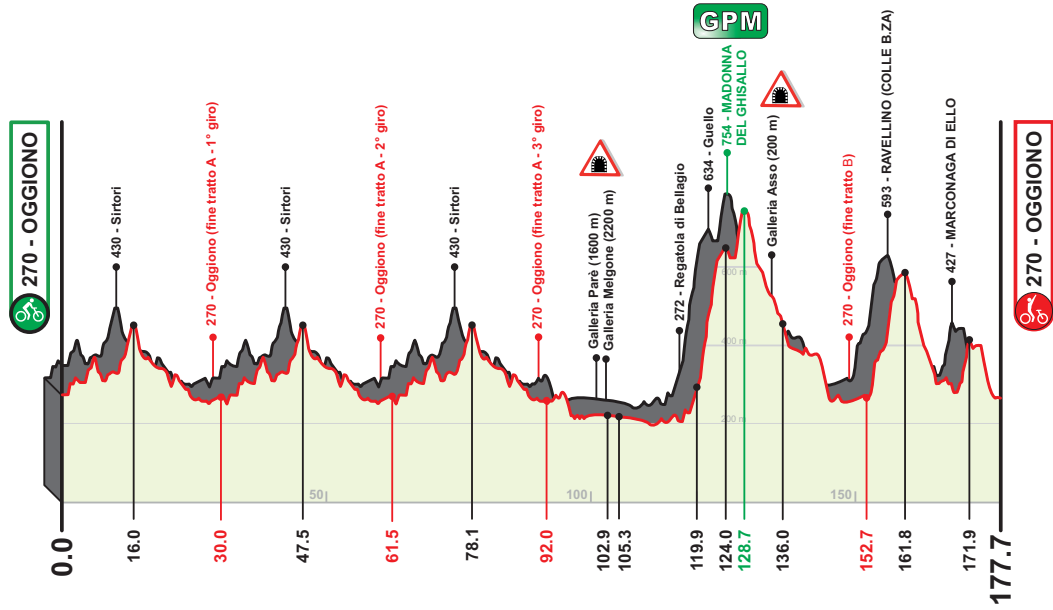 GPM
270 - OGGIONO
430 - Sirtori
270 - Oggiono (fine tratto A - 1° giro)
430 - Sirtori
270 - Oggiono (fine tratto A - 2° giro)
430 - Sirtori
270 - Oggiono (fine tratto A - 3° giro)
Galleria Parè (1600 m)
Galleria Melgone (2200 m)
272 - Regatola di Bellagio
634 - Guello
754 - MADONNA
DEL GHISALLO
Galleria Asso (200 m)
270 - Oggiono (fine tratto B)
593 - RAVELLINO (COLLE B.ZA)
427 - MARCONAGA DI ELLO
270 - OGGIONO
600 m
400 m
200 m
50
100
150
0.0
16.0
30.0
47.5
61.5
78.1
92.0
102.9
105.3
119.9
124.0
128.7
136.0
152.7
161.8
171.9
177.7